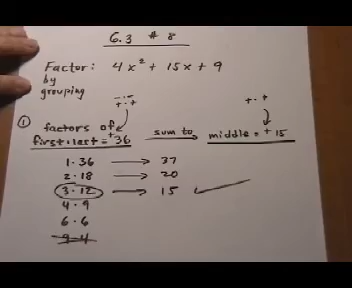 6.3 # 8
Factor: 4x² + 15x + 9
by
grouping
- · -
+ · +
+ · +
① factors of
first · last = +36 sum to middle = + 15
1 · 36 → 37
2 · 18 → 20
3 · 12 → 15 ✓
4 · 9
6 · 6
9 · 4